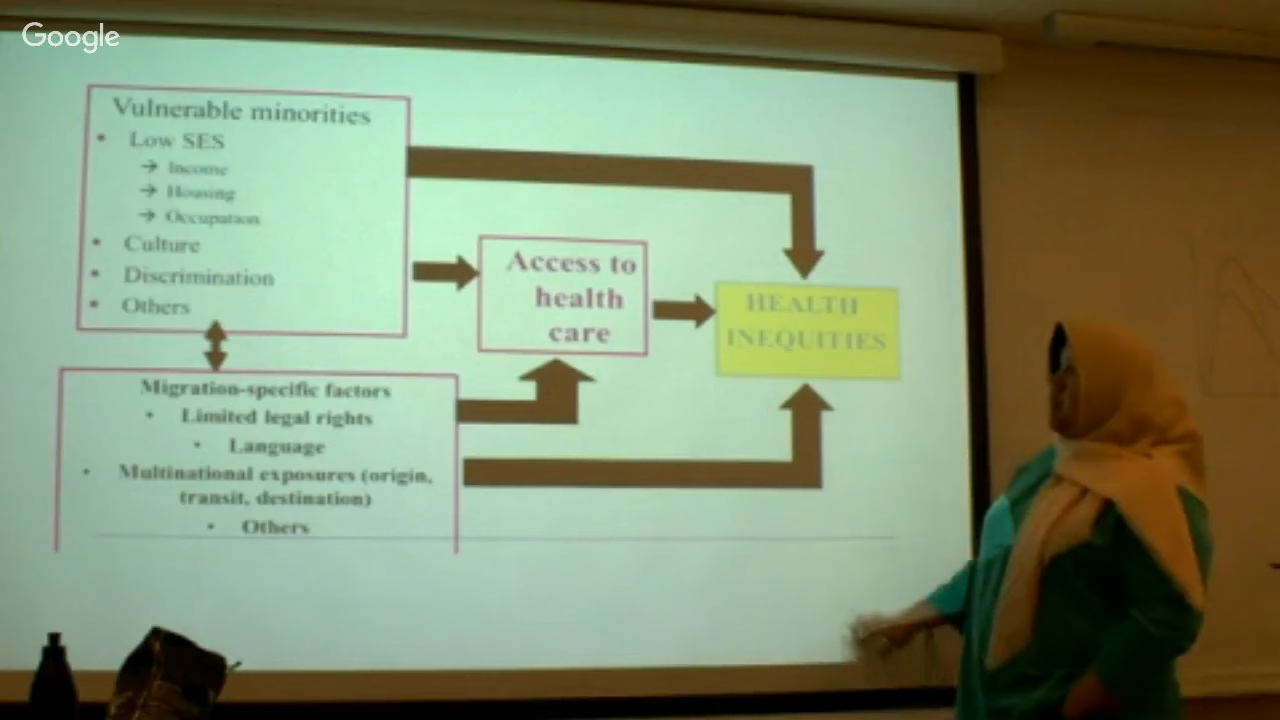 Google
Vulnerable minorities
• Low SES
→ Income
→ Housing
→ Occupation
• Culture
• Discrimination
• Others
Access to
health
care
HEALTH
INEQUITIES
Migration-specific factors
• Limited legal rights
• Language
• Multinational exposures (origin,
transit, destination)
• Others